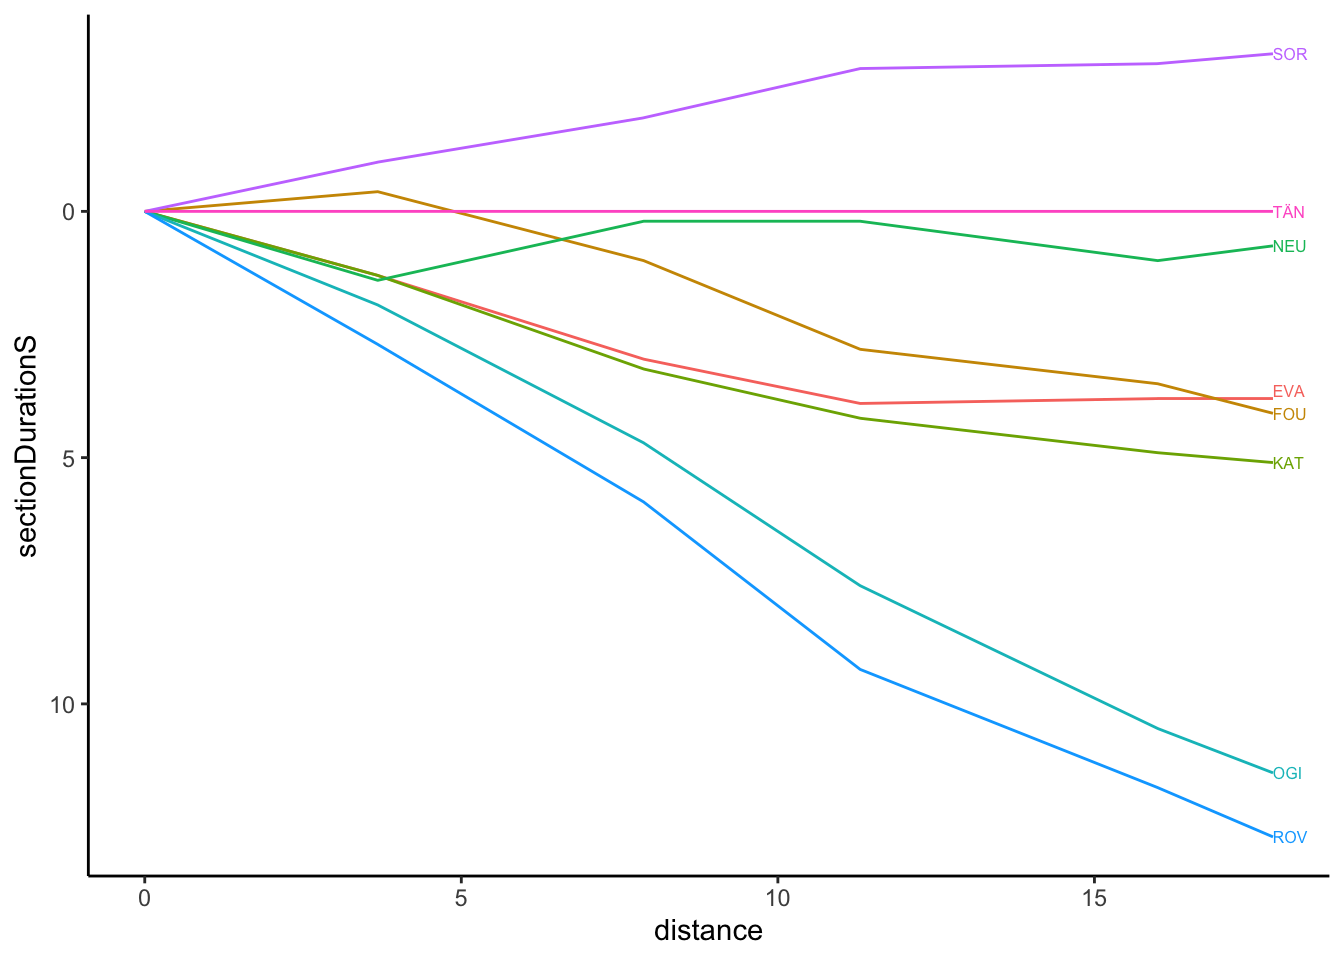 SOR
0
TÄN
NEU
EVA
FOU
5
KAT
10
OGI
ROV
0 5 10 15
distance
sectionDurationS